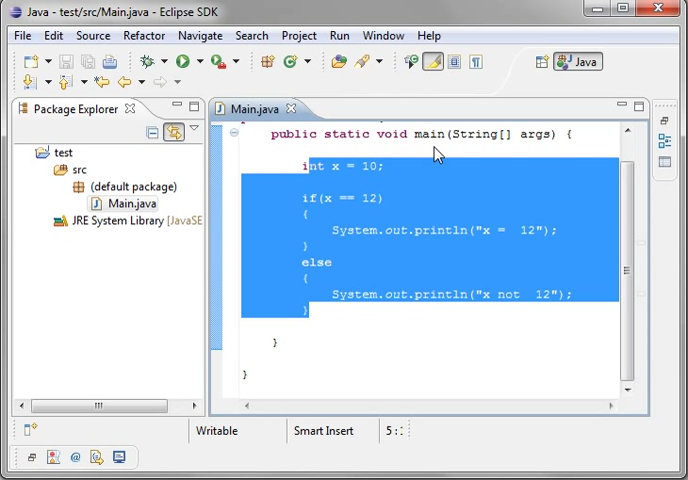 Java - test/src/Main.java - Eclipse SDK
File Edit Source Refactor Navigate Search Project Run Window Help
Java
Package Explorer
Main.java
test
src
(default package)
Main.java
JRE System Library [JavaSE
public static void main(String[] args) {
int x = 10;
if(x == 12)
{
System.out.println("x =  12");
}
else
{
System.out.println("x not  12");
}
}
}
Writable Smart Insert 5 :